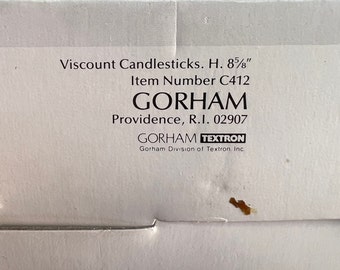 Viscount Candlesticks. H. 8⅝"
Item Number C412
GORHAM
Providence, R.I. 02907
GORHAM TEXTRON
Gorham Division of Textron Inc.